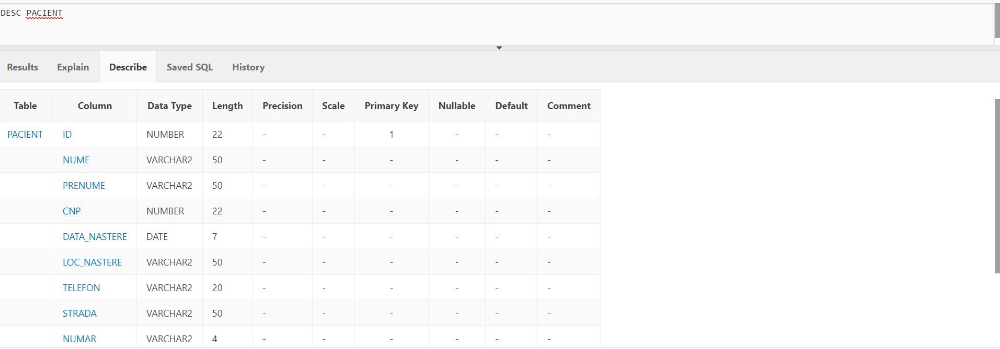 DESC PACIENT
Results Explain Describe Saved SQL History
Table Column Data Type Length Precision Scale Primary Key Nullable Default Comment
PACIENT ID NUMBER 22 - - 1 - - -
NUME VARCHAR2 50 - - - - - -
PRENUME VARCHAR2 50 - - - - - -
CNP NUMBER 22 - - - - - -
DATA_NASTERE DATE 7 - - - - - -
LOC_NASTERE VARCHAR2 50 - - - - - -
TELEFON VARCHAR2 20 - - - - - -
STRADA VARCHAR2 50 - - - - - -
NUMAR VARCHAR2 4 - - - - - -